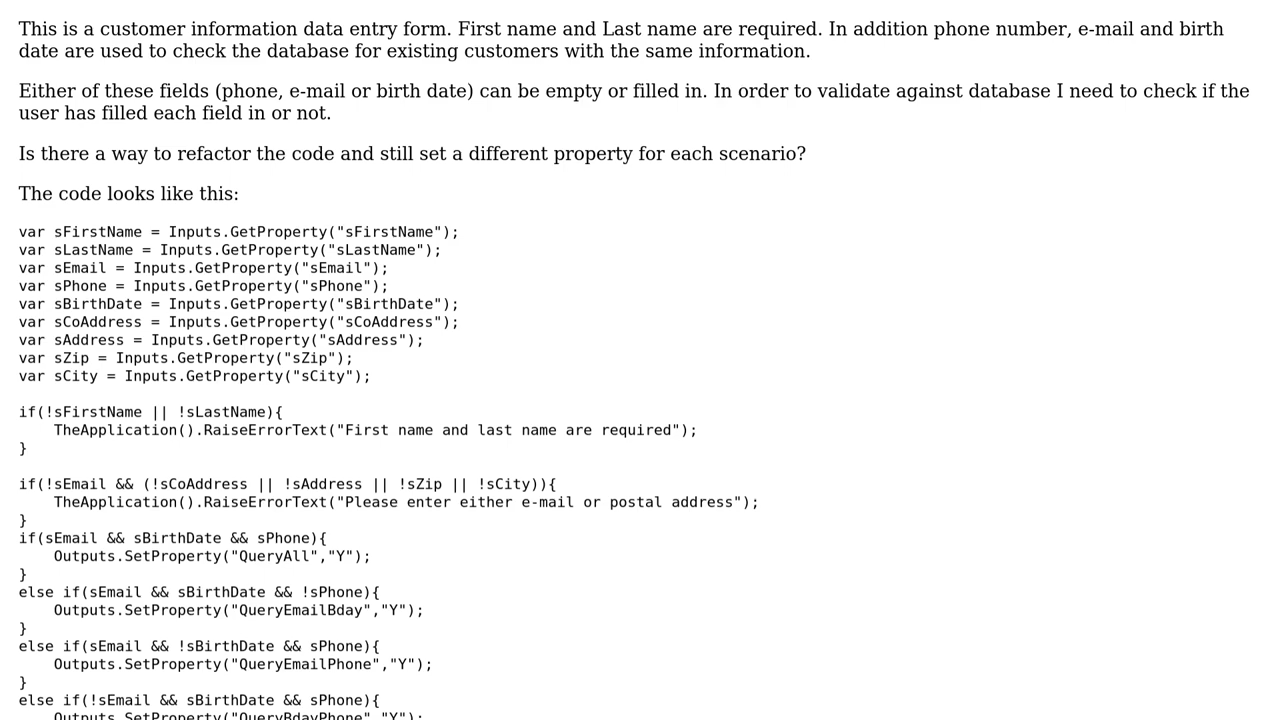 This is a customer information data entry form. First name and Last name are required. In addition phone number, e-mail and birth
date are used to check the database for existing customers with the same information.
Either of these fields (phone, e-mail or birth date) can be empty or filled in. In order to validate against database I need to check if the
user has filled each field in or not.
Is there a way to refactor the code and still set a different property for each scenario?
The code looks like this:
var sFirstName = Inputs.GetProperty("sFirstName");
var sLastName = Inputs.GetProperty("sLastName");
var sEmail = Inputs.GetProperty("sEmail");
var sPhone = Inputs.GetProperty("sPhone");
var sBirthDate = Inputs.GetProperty("sBirthDate");
var sCoAddress = Inputs.GetProperty("sCoAddress");
var sAddress = Inputs.GetProperty("sAddress");
var sZip = Inputs.GetProperty("sZip");
var sCity = Inputs.GetProperty("sCity");
if(!sFirstName || !sLastName){
    TheApplication().RaiseErrorText("First name and last name are required");
}
if(!sEmail && (!sCoAddress || !sAddress || !sZip || !sCity)){
    TheApplication().RaiseErrorText("Please enter either e-mail or postal address");
}
if(sEmail && sBirthDate && sPhone){
    Outputs.SetProperty("QueryAll","Y");
}
else if(sEmail && sBirthDate && !sPhone){
    Outputs.SetProperty("QueryEmailBday","Y");
}
else if(sEmail && !sBirthDate && sPhone){
    Outputs.SetProperty("QueryEmailPhone","Y");
}
else if(!sEmail && sBirthDate && sPhone){
    Outputs.SetProperty("QueryBdayPhone","Y");